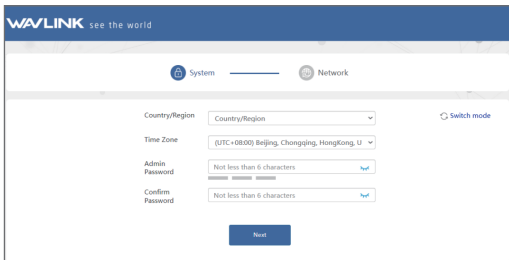 WAVLINK see the world
System
Network
Country/Region
Country/Region
Switch mode
Time Zone
(UTC+08:00) Beijing, Chongqing, HongKong, U
Admin
Password
Not less than 6 characters
Confirm
Password
Not less than 6 characters
Next